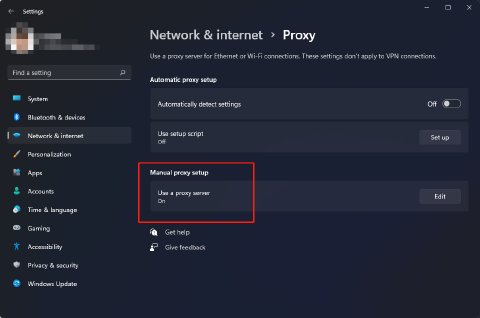 Settings
Network & internet > Proxy
Use a proxy server for Ethernet or Wi-Fi connections. These settings don't apply to VPN connections.
Find a setting
Automatic proxy setup
System
Automatically detect settings
Off
Bluetooth & devices
Network & internet
Use setup script
Off
Set up
Personalization
Apps
Manual proxy setup
Accounts
Use a proxy server
On
Edit
Time & language
Gaming
Get help
Accessibility
Give feedback
Privacy & security
Windows Update